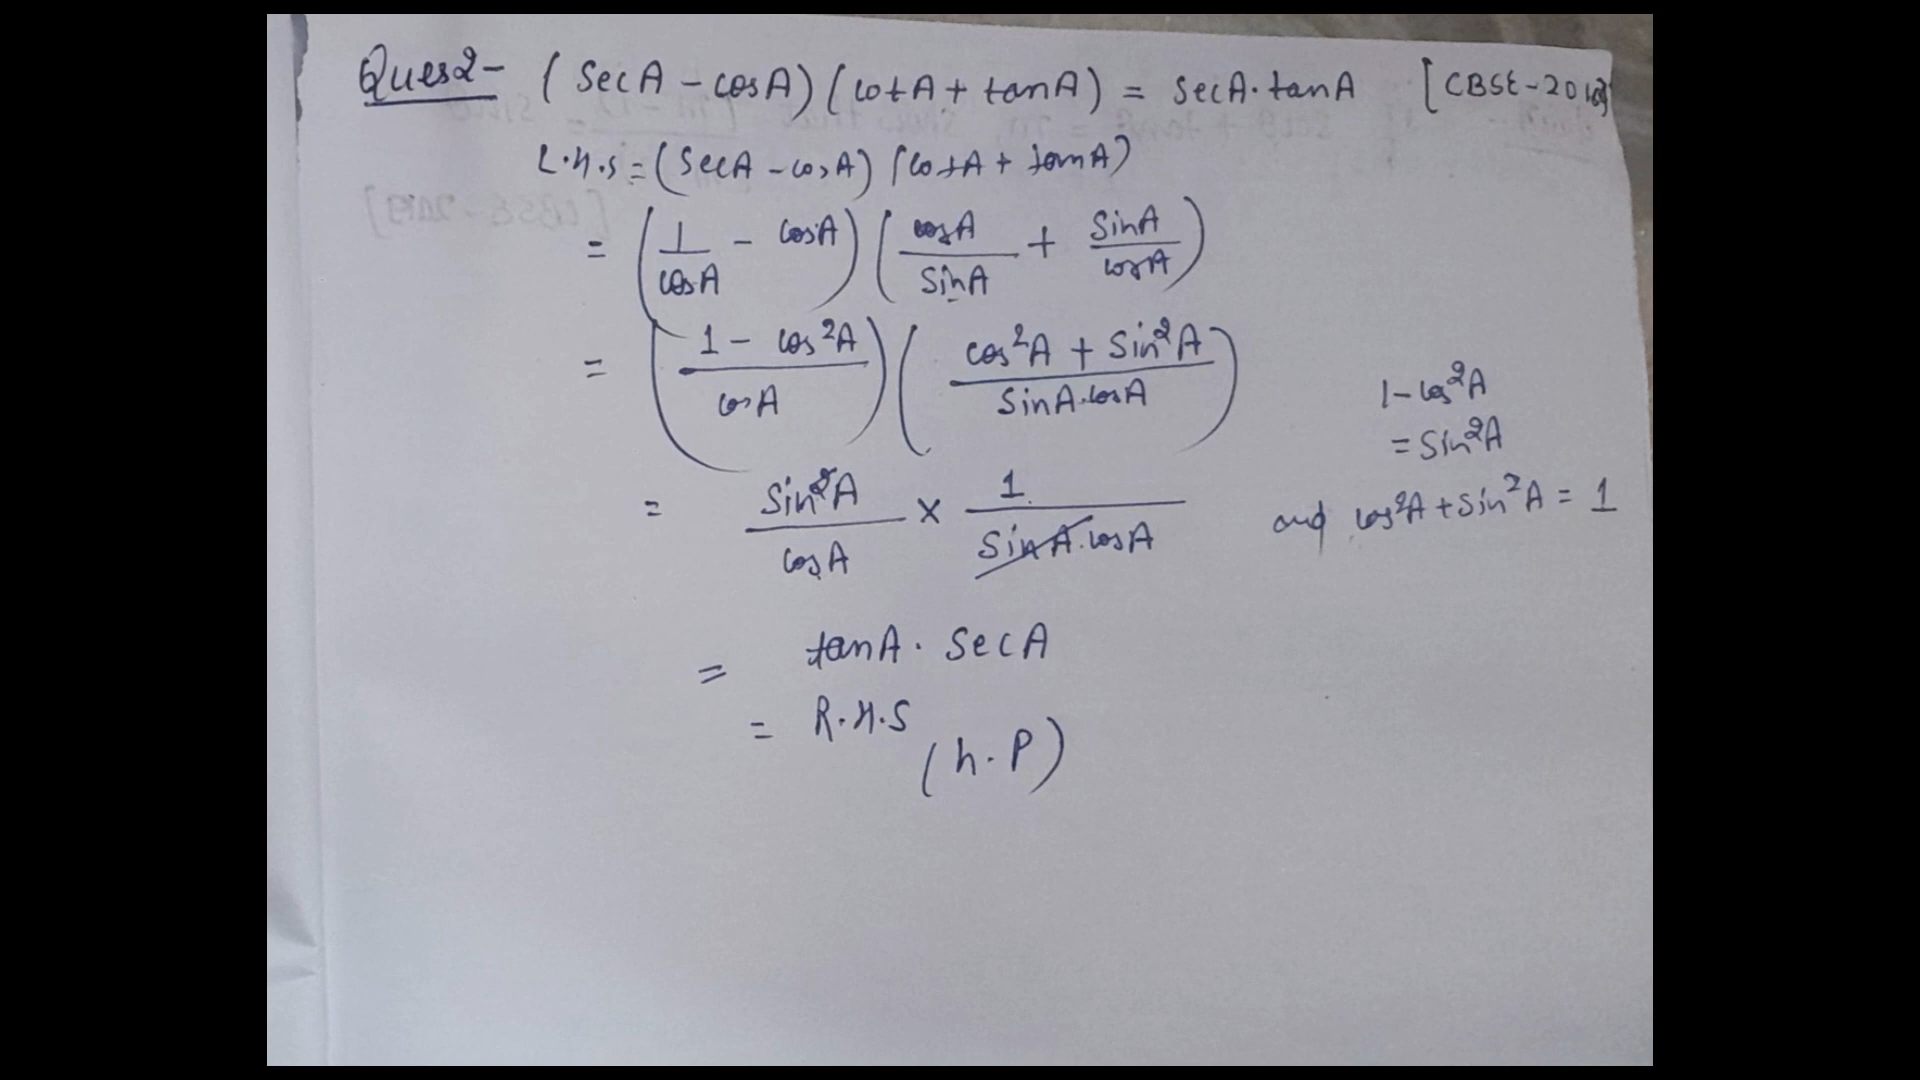 Ques2- (SecA - cosA) (cotA + tanA) = SecA.tanA [CBSE-2019]
L.H.S = (SecA - cosA) (cotA + tanA)
= (1/cosA - cosA) (cosA/SinA + SinA/cosA)
= ((1 - cos²A)/cosA) ((cos²A + Sin²A)/(SinA.cosA))
1 - cos²A
= Sin²A
= Sin²A/cosA × 1/(SinA.cosA) and cos²A + Sin²A = 1
= tanA. SecA
= R.H.S
(h.P)